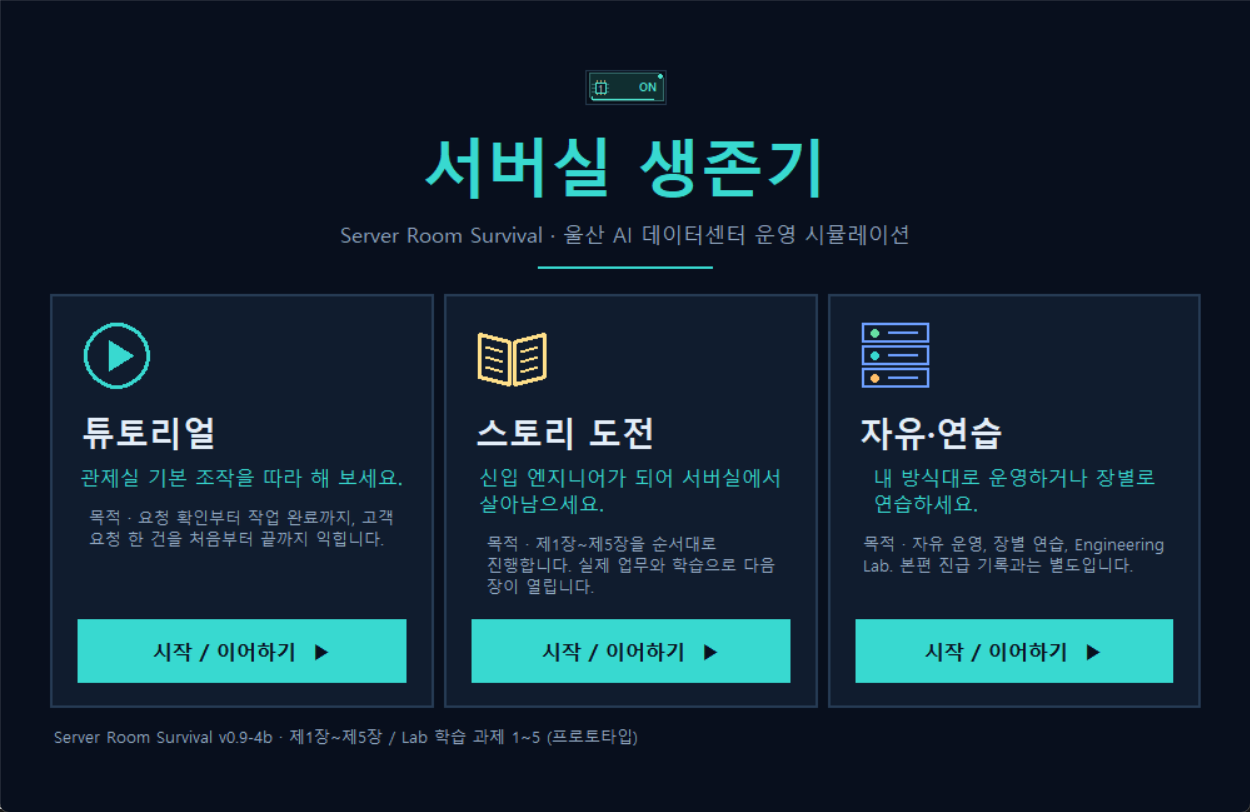 1 ON
서버실 생존기
Server Room Survival · 울산 AI 데이터센터 운영 시뮬레이션
튜토리얼
관제실 기본 조작을 따라 해 보세요.
목적 · 요청 확인부터 작업 완료까지, 고객
요청 한 건을 처음부터 끝까지 익힙니다.
시작 / 이어하기 ▶
스토리 도전
신입 엔지니어가 되어 서버실에서
살아남으세요.
목적 · 제1장~제5장을 순서대로
진행합니다. 실제 업무와 학습으로 다음
장이 열립니다.
시작 / 이어하기 ▶
자유·연습
내 방식대로 운영하거나 장별로
연습하세요.
목적 · 자유 운영, 장별 연습, Engineering
Lab. 본편 진급 기록과는 별도입니다.
시작 / 이어하기 ▶
Server Room Survival v0.9-4b · 제1장~제5장 / Lab 학습 과제 1~5 (프로토타입)